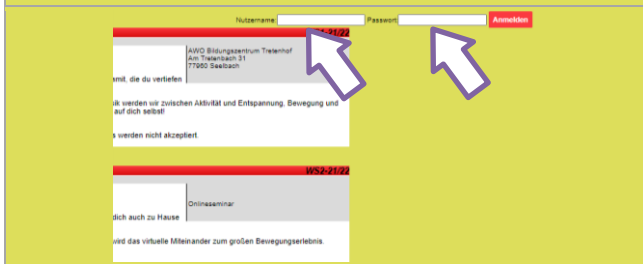 Nutzername: Passwort: Anmelden
-21/22
AWO Bildungszentrum Tretenhof
Am Tretenbach 31
77960 Seelbach
amit, die du vertiefen
ik werden wir zwischen Aktivität und Entspannung, Bewegung und
auf dich selbst!
s werden nicht akzeptiert.
WS2-21/22
Onlineseminar
dich auch zu Hause
wird das virtuelle Miteinander zum großen Bewegungserlebnis.